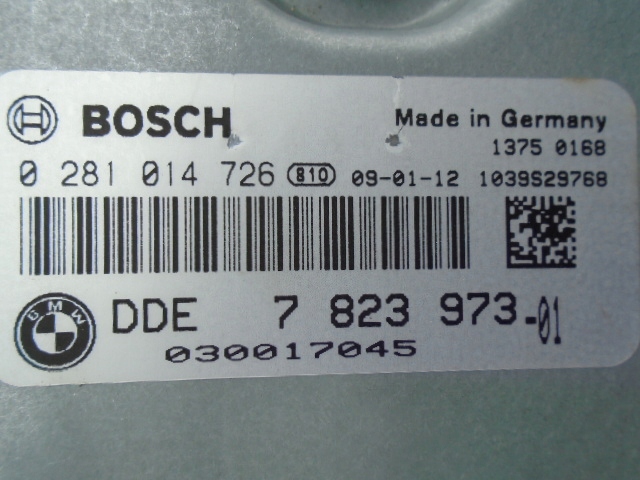 BOSCH Made in Germany
1375 0168
0 281 014 726 810 09-01-12 1039S29768
BMW DDE 7 823 973-01
030017045